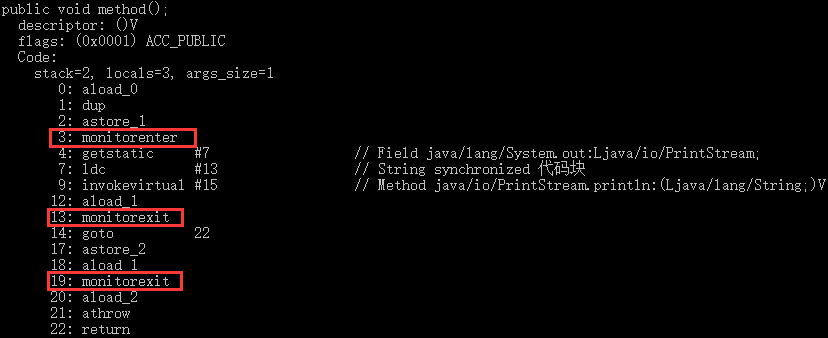 public void method();
  descriptor: ()V
  flags: (0x0001) ACC_PUBLIC
  Code:
    stack=2, locals=3, args_size=1
       0: aload_0
       1: dup
       2: astore_1
       3: monitorenter
       4: getstatic     #7                  // Field java/lang/System.out:Ljava/io/PrintStream;
       7: ldc           #13                 // String synchronized 代码块
       9: invokevirtual #15                 // Method java/io/PrintStream.println:(Ljava/lang/String;)V
      12: aload_1
      13: monitorexit
      14: goto          22
      17: astore_2
      18: aload_1
      19: monitorexit
      20: aload_2
      21: athrow
      22: return